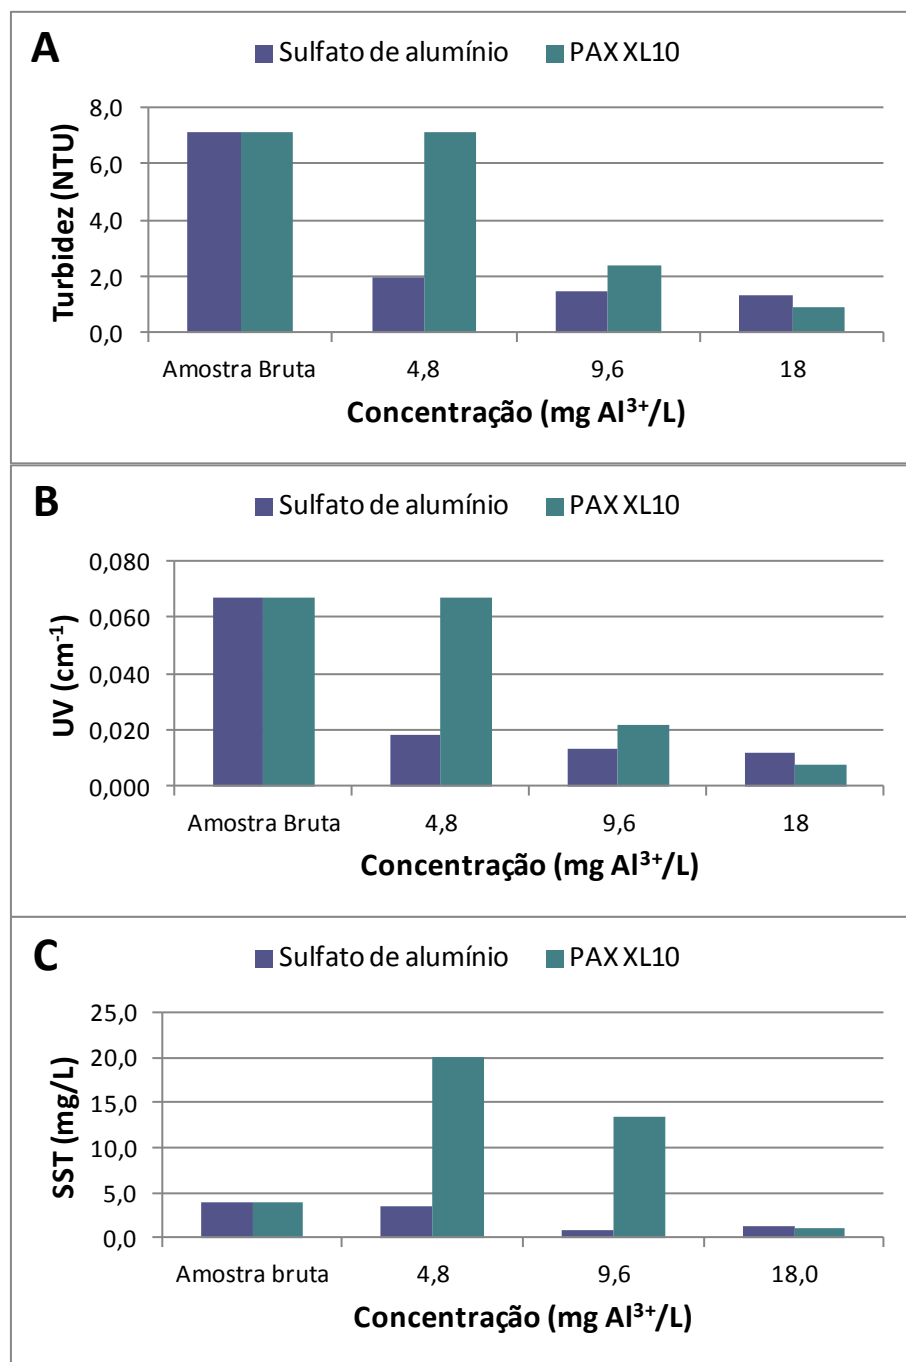 A
Sulfato de alumínio PAX XL10
Turbidez (NTU)
8,0
6,0
4,0
2,0
0,0
Amostra Bruta 4,8 9,6 18
Concentração (mg Al³⁺/L)
B
Sulfato de alumínio PAX XL10
UV (cm⁻¹)
0,080
0,060
0,040
0,020
0,000
Amostra Bruta 4,8 9,6 18
Concentração (mg Al³⁺/L)
C
Sulfato de alumínio PAX XL10
SST (mg/L)
25,0
20,0
15,0
10,0
5,0
0,0
Amostra bruta 4,8 9,6 18,0
Concentração (mg Al³⁺/L)